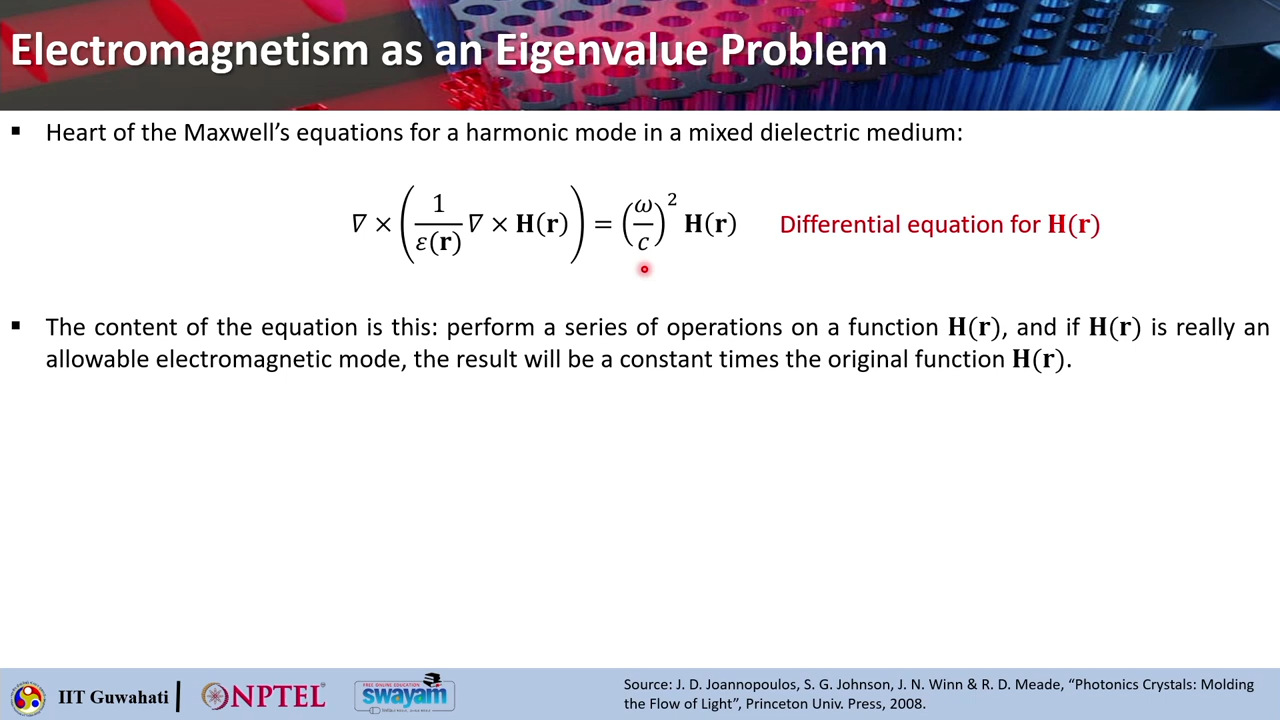 Electromagnetism as an Eigenvalue Problem
▪ Heart of the Maxwell's equations for a harmonic mode in a mixed dielectric medium:
∇ × (1/ε(r) ∇ × H(r)) = (ω/c)² H(r) Differential equation for H(r)
▪ The content of the equation is this: perform a series of operations on a function H(r), and if H(r) is really an
allowable electromagnetic mode, the result will be a constant times the original function H(r).
IIT Guwahati
NPTEL
FREE ONLINE EDUCATION
swayam
Source: J. D. Joannopoulos, S. G. Johnson, J. N. Winn & R. D. Meade, “Photonics Crystals: Molding
the Flow of Light”, Princeton Univ. Press, 2008.